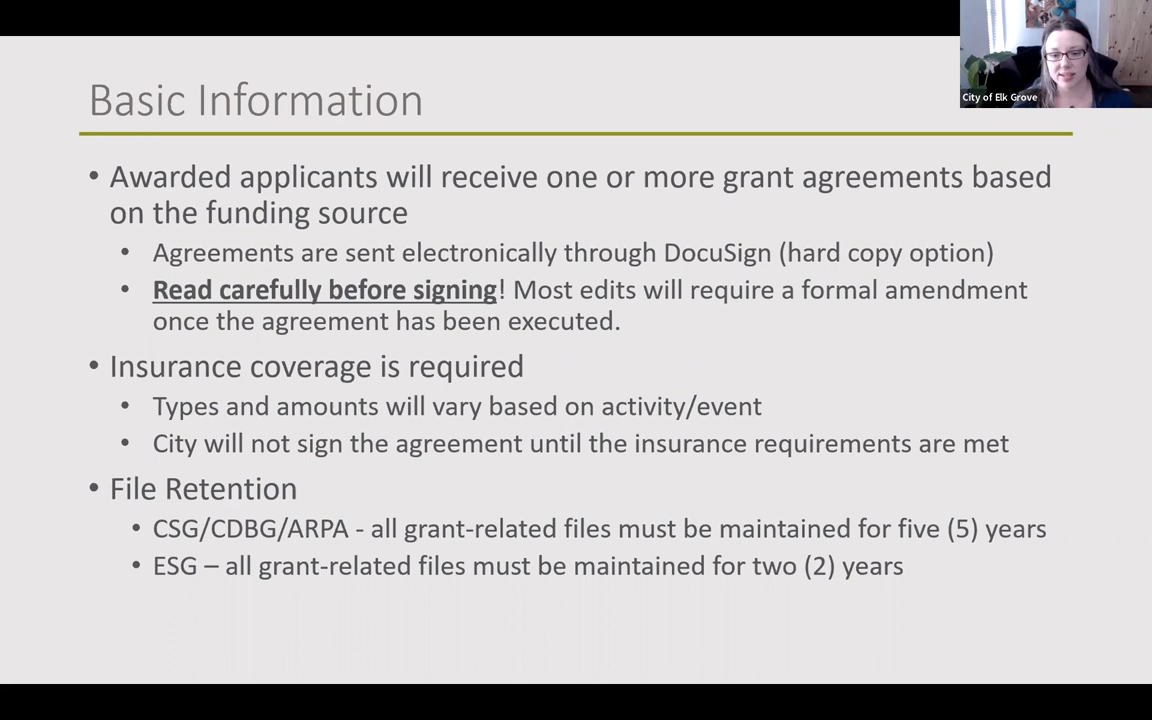 City of Elk Grove
Basic Information
• Awarded applicants will receive one or more grant agreements based
on the funding source
• Agreements are sent electronically through DocuSign (hard copy option)
• Read carefully before signing! Most edits will require a formal amendment
once the agreement has been executed.
• Insurance coverage is required
• Types and amounts will vary based on activity/event
• City will not sign the agreement until the insurance requirements are met
• File Retention
• CSG/CDBG/ARPA - all grant-related files must be maintained for five (5) years
• ESG – all grant-related files must be maintained for two (2) years